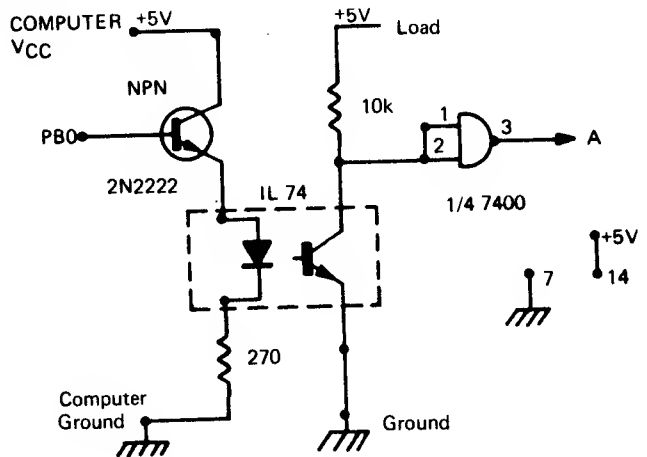 COMPUTER
VCC
+5V
+5V
Load
NPN
10k
PB0
1
2
3
A
2N2222
IL 74
1/4 7400
+5V
7
14
270
Computer
Ground
Ground